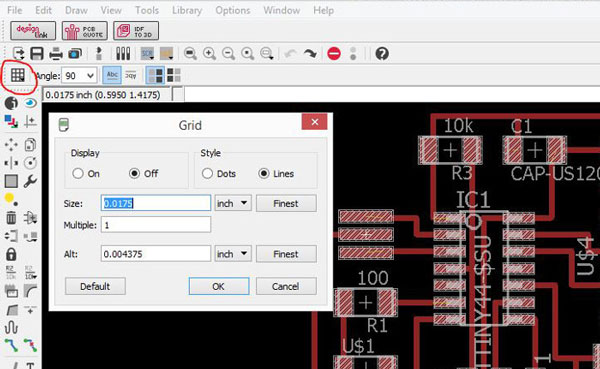 File Edit Draw View Tools Library Options Window Help
design link PCB QUOTE IDF TO 3D
Angle: 90 Abc
0.0175 inch (0.5950 1.4175)
Grid
Display Style
On Off Dots Lines
Size: 0.0175 inch Finest
Multiple: 1
Alt: 0.004375 inch Finest
Default OK Cancel
10k C1
R3 CAP-US120
IC1
U$4
TTINY44-SSU
100
R1
U$1
1